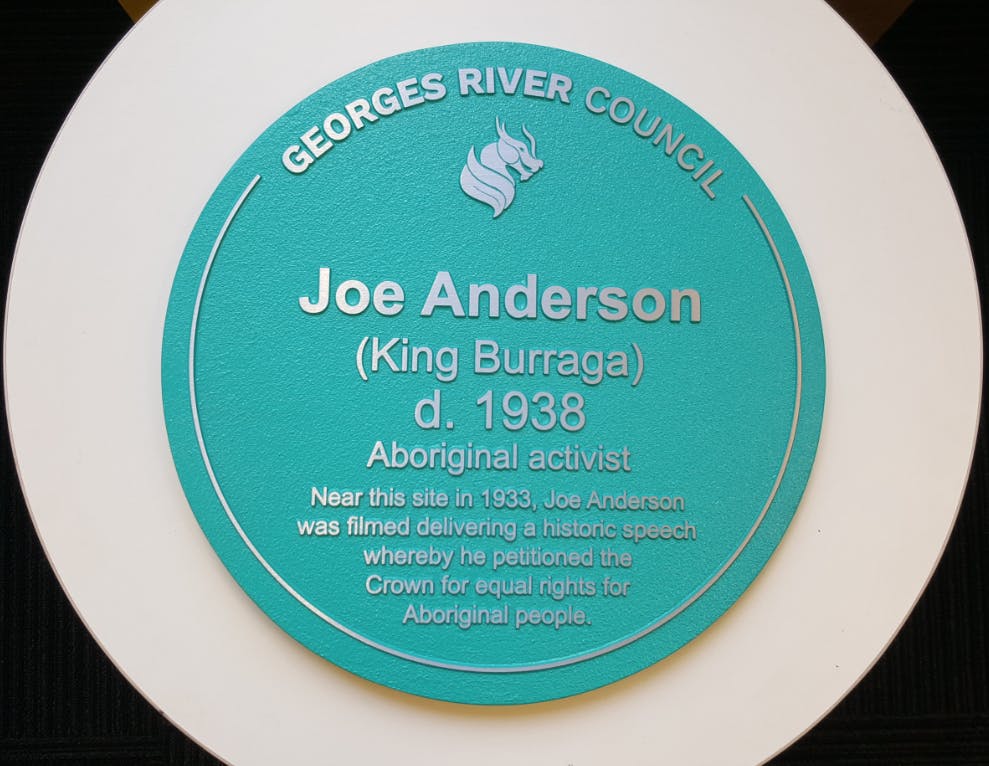 GEORGES RIVER COUNCIL
Joe Anderson
(King Burraga)
d. 1938
Aboriginal activist
Near this site in 1933, Joe Anderson
was filmed delivering a historic speech
whereby he petitioned the
Crown for equal rights for
Aboriginal people.